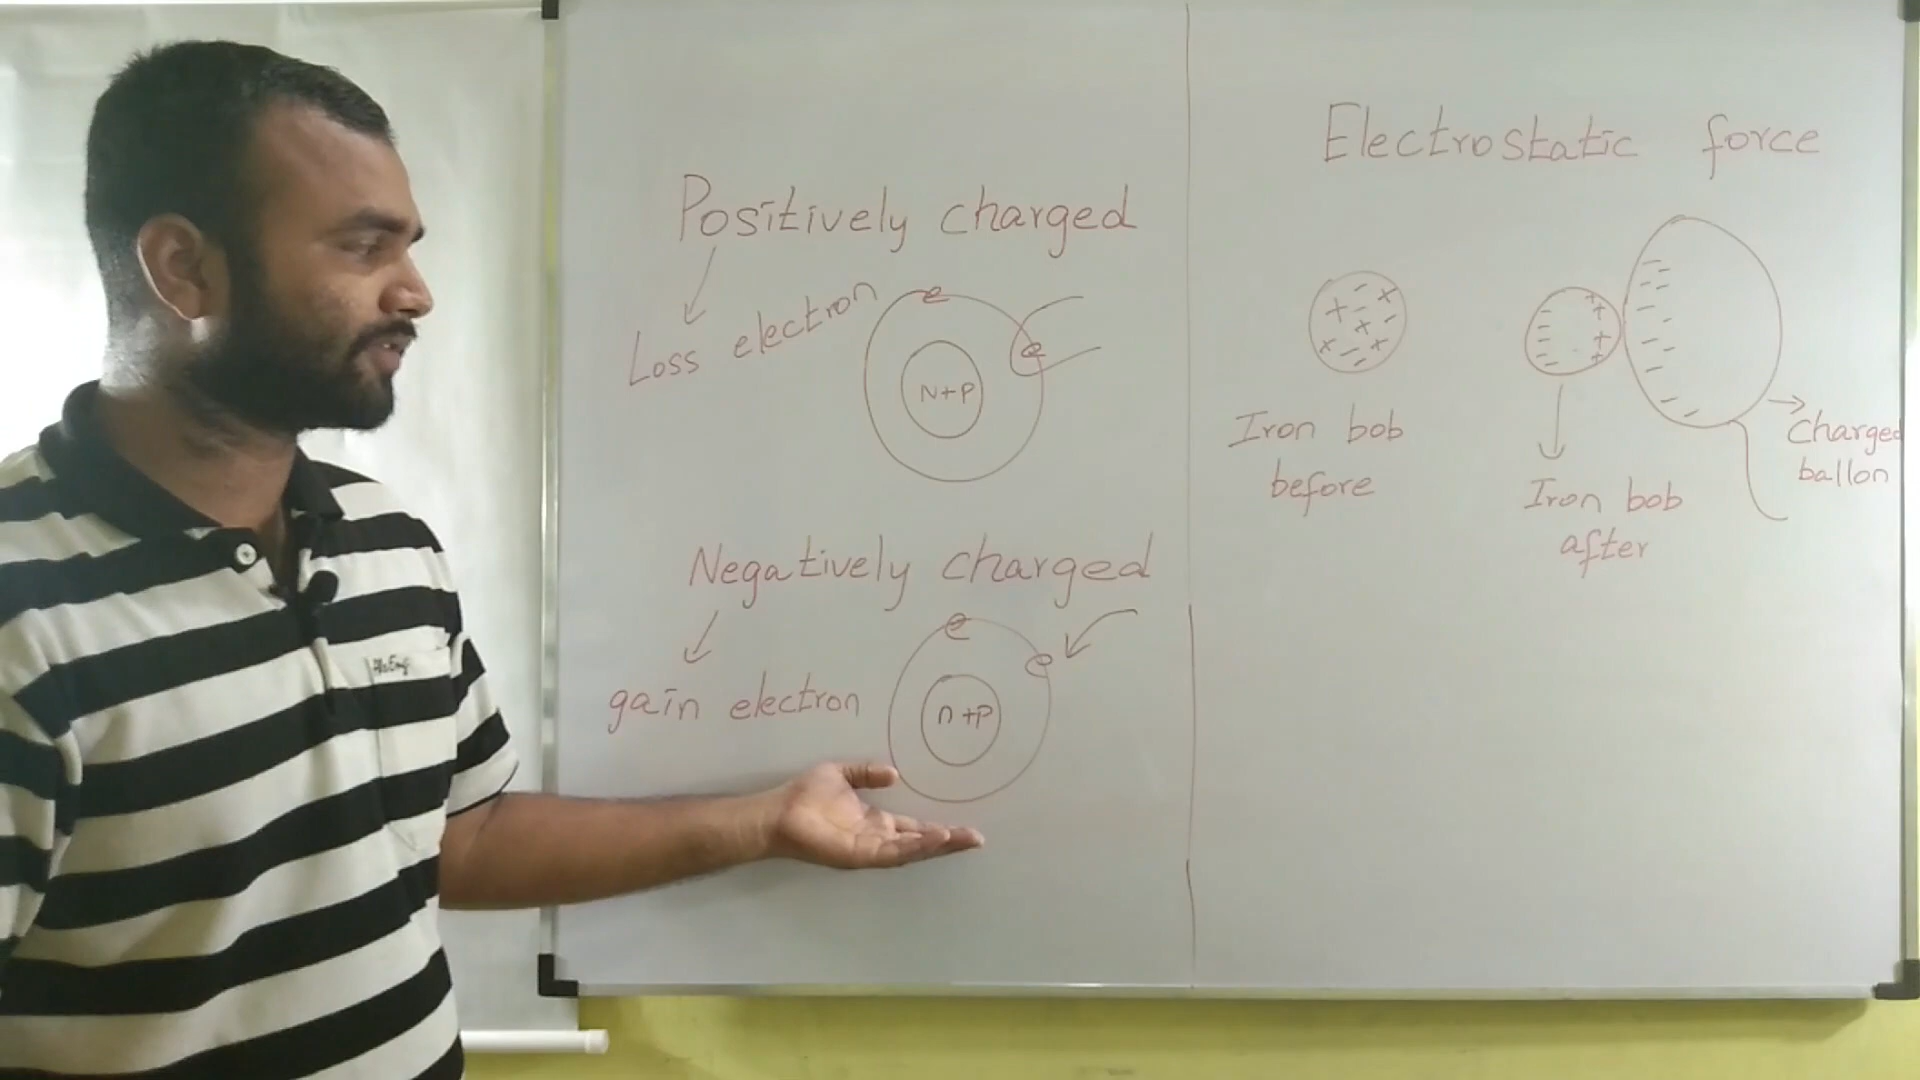 Positively charged
Loss electron
e
e
N+P
Negatively charged
gain electron
e
e
n+p
Electrostatic force
Iron bob
before
Iron bob
after
Charged
ballon